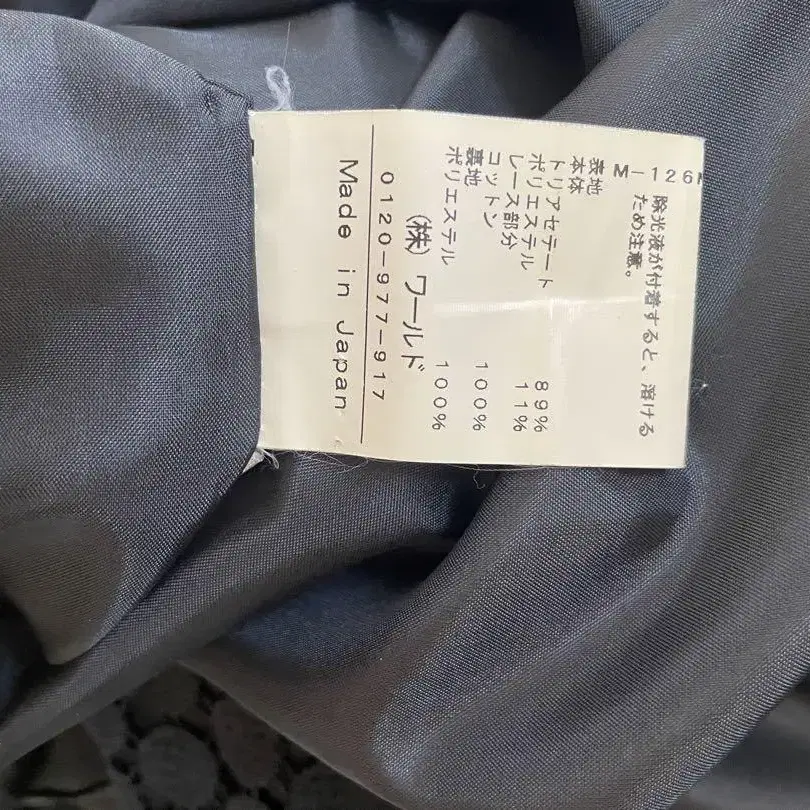 除光液が付着すると、溶ける
ため注意。
M-126
表地
本体
トリアセテート 89%
ポリエステル 11%
レース部分
コットン 100%
裏地
ポリエステル 100%
(株)ワールド
0120-977-917
Made in Japan